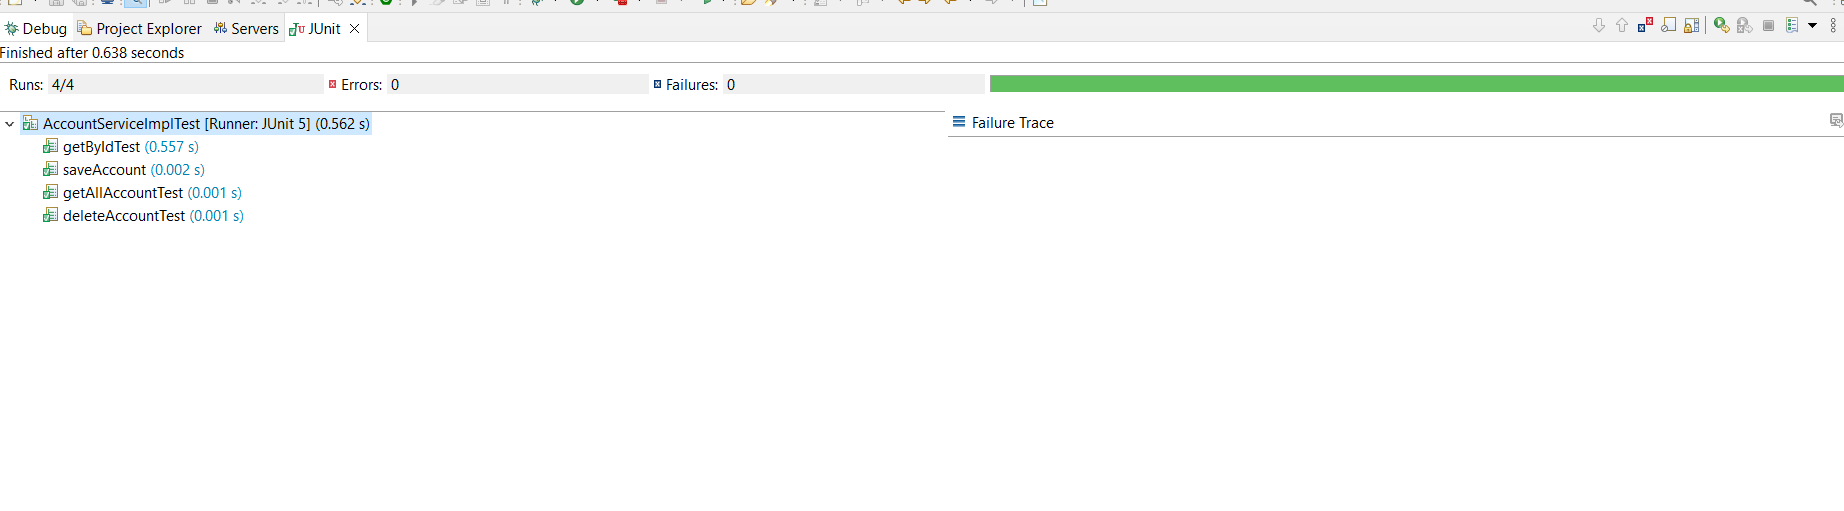 Debug Project Explorer Servers JUnit
Finished after 0.638 seconds
Runs: 4/4 Errors: 0 Failures: 0
AccountServiceImplTest [Runner: JUnit 5] (0.562 s)
Failure Trace
getByIdTest (0.557 s)
saveAccount (0.002 s)
getAllAccountTest (0.001 s)
deleteAccountTest (0.001 s)